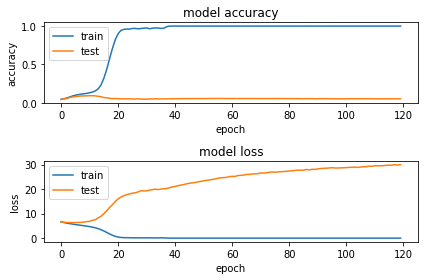 model accuracy
1.0
0.5
0.0
accuracy
train
test
0 20 40 60 80 100 120
epoch
model loss
30
20
10
0
loss
train
test
0 20 40 60 80 100 120
epoch